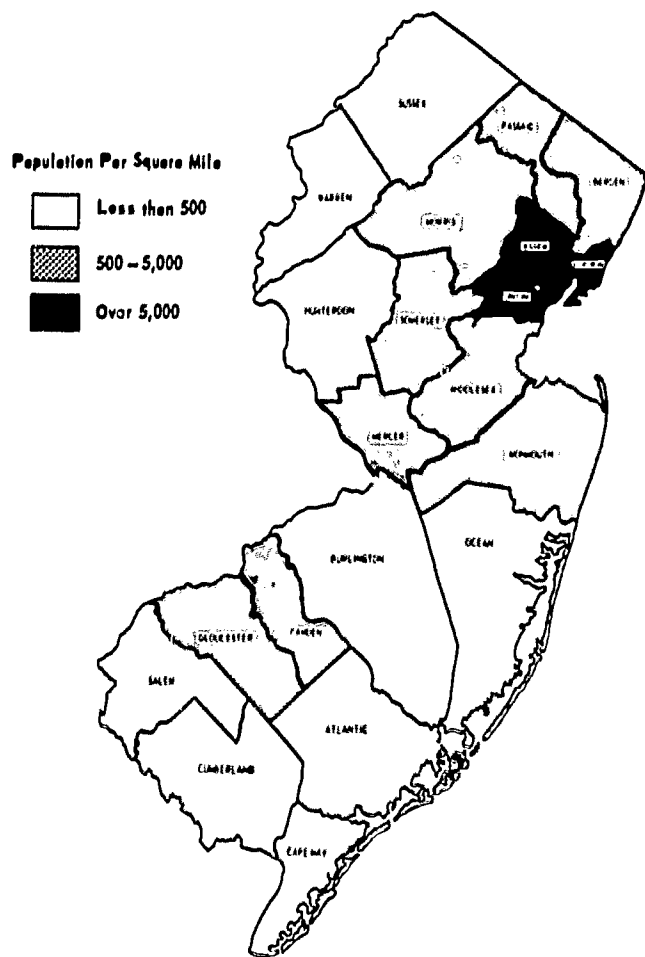 Population Per Square Mile
Less than 500
500-5,000
Over 5,000
SUSSEX
PASSAIC
BERGEN
WARREN
MORRIS
ESSEX
UNION
HUNTERDON
SOMERSET
MIDDLESEX
MERCER
MONMOUTH
OCEAN
BURLINGTON
CAMDEN
GLOUCESTER
SALEM
ATLANTIC
CUMBERLAND
CAPE MAY